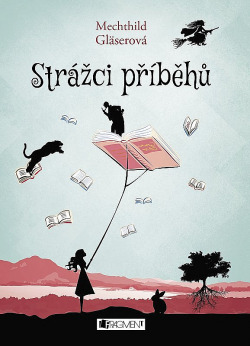 Mechthild
Gläserová
Strážci příběhů
FRAGMENT